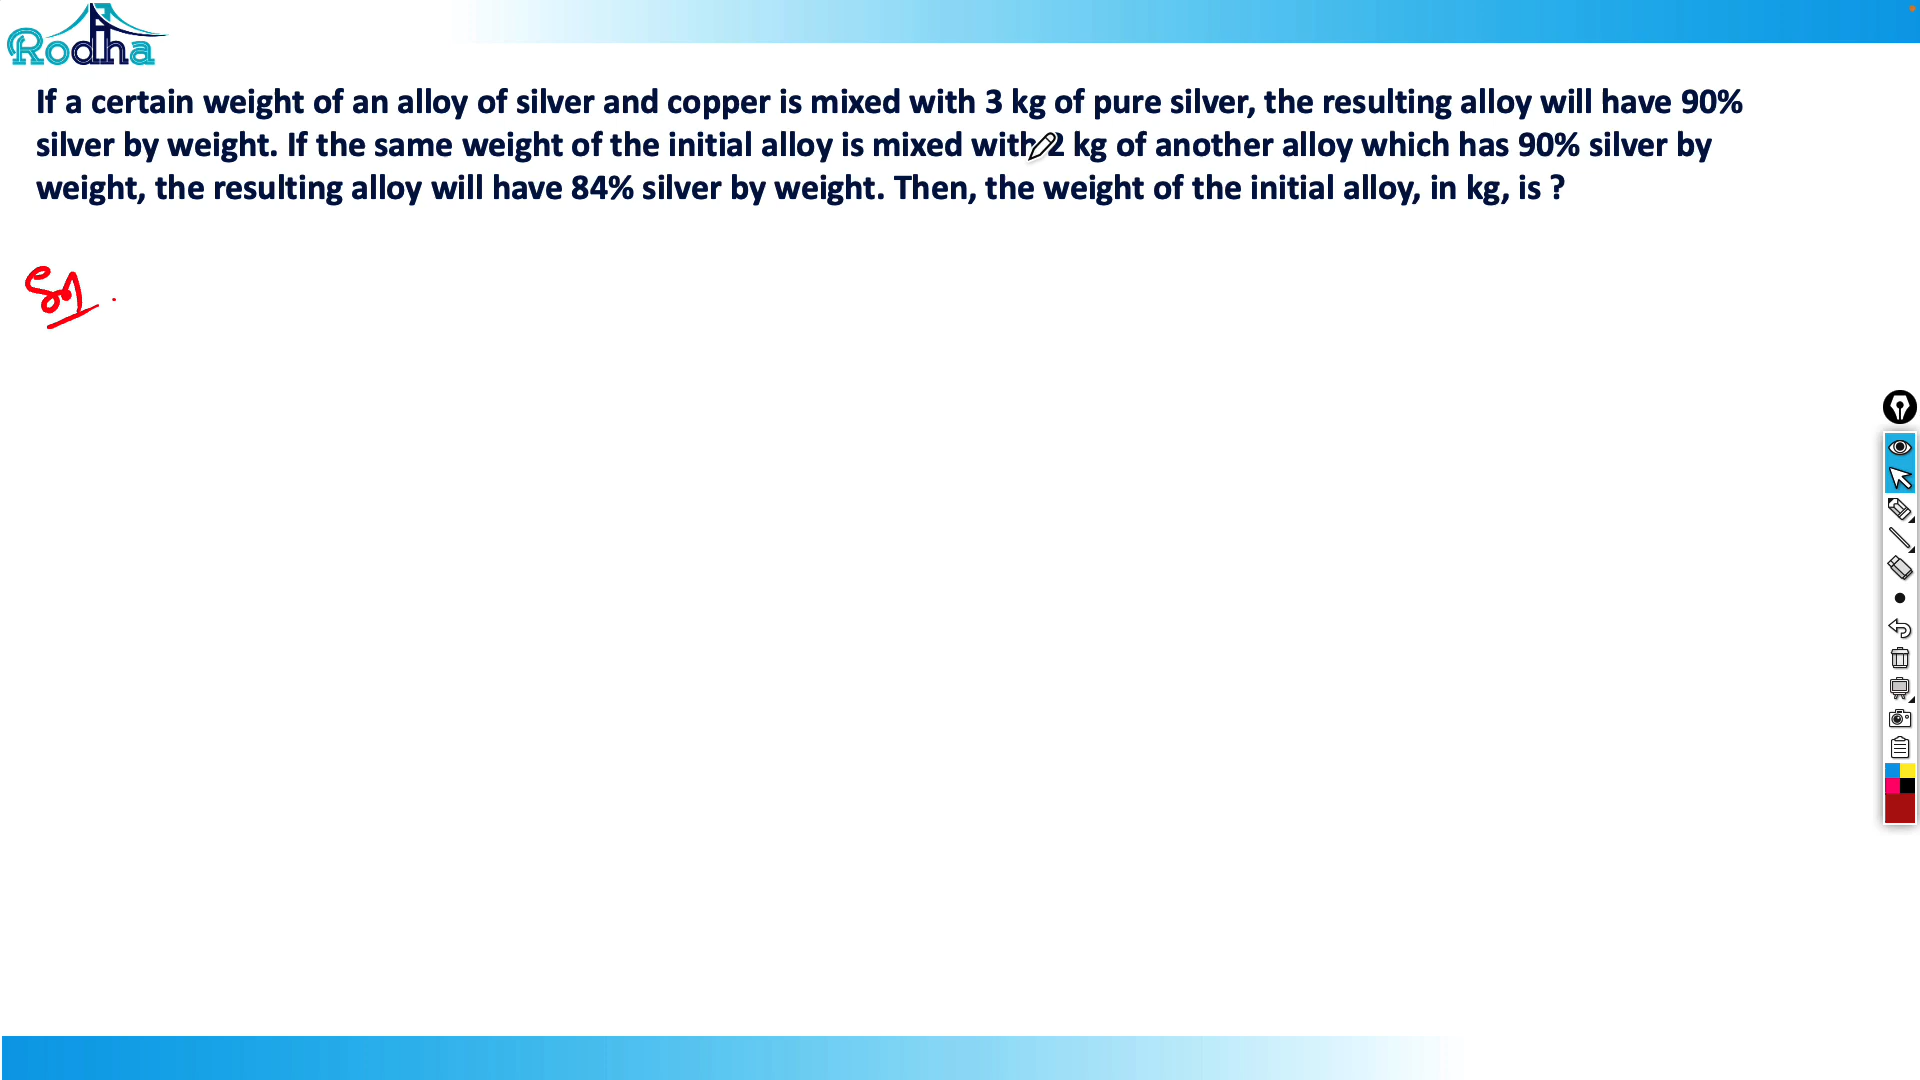 Rodha
If a certain weight of an alloy of silver and copper is mixed with 3 kg of pure silver, the resulting alloy will have 90%
silver by weight. If the same weight of the initial alloy is mixed with 2 kg of another alloy which has 90% silver by
weight, the resulting alloy will have 84% silver by weight. Then, the weight of the initial alloy, in kg, is ?